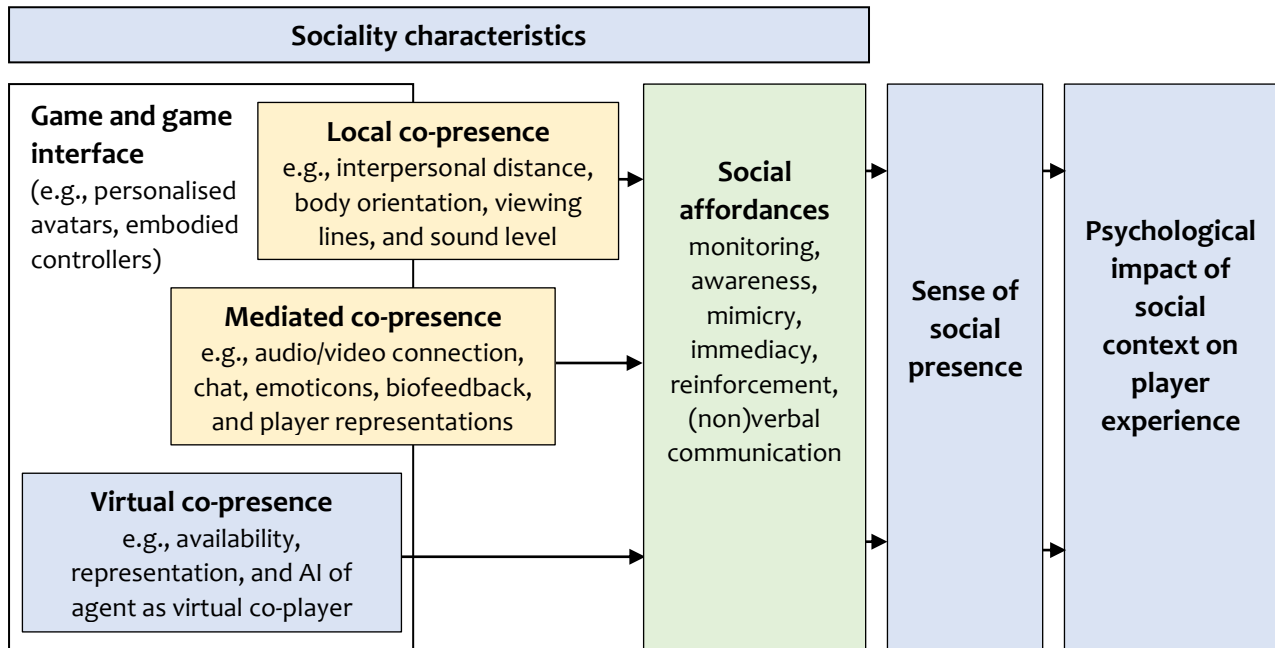 Sociality characteristics
Game and game
interface
(e.g., personalised
avatars, embodied
controllers)
Local co-presence
e.g., interpersonal distance,
body orientation, viewing
lines, and sound level
Mediated co-presence
e.g., audio/video connection,
chat, emoticons, biofeedback,
and player representations
Virtual co-presence
e.g., availability,
representation, and AI of
agent as virtual co-player
Social
affordances
monitoring,
awareness,
mimicry,
immediacy,
reinforcement,
(non)verbal
communication
Sense of
social
presence
Psychological
impact of
social
context on
player
experience